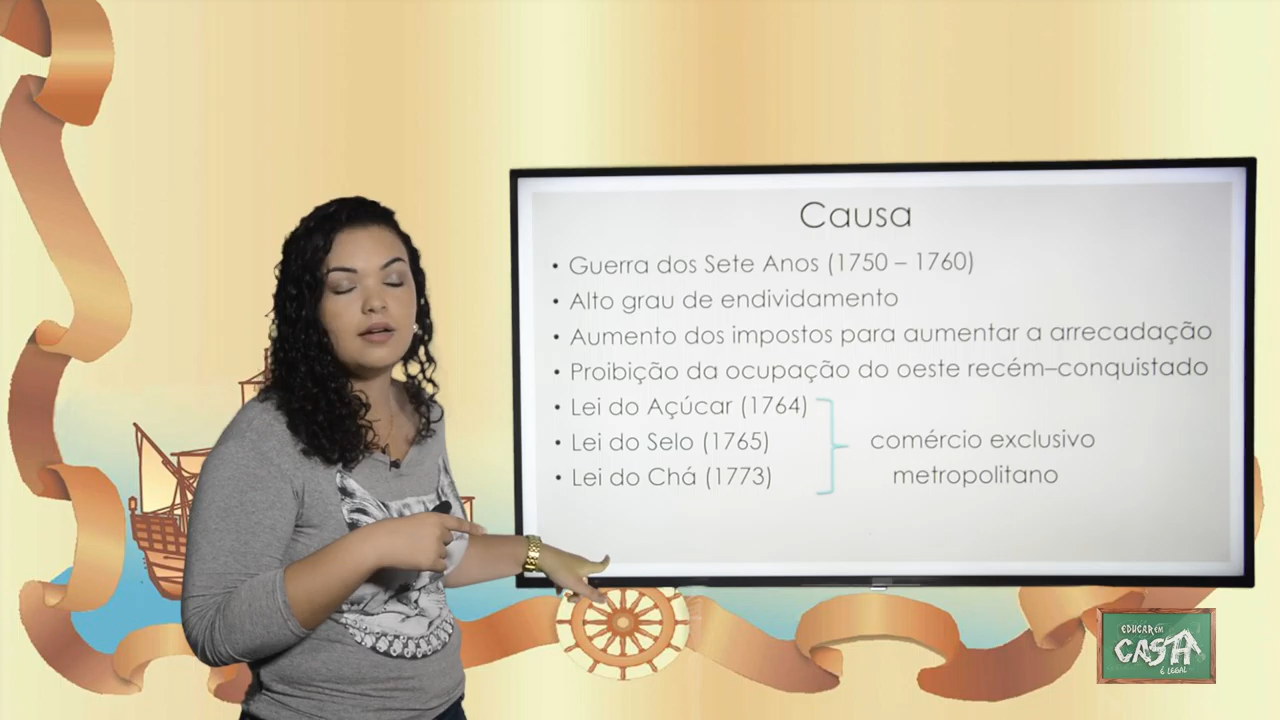 Causa
• Guerra dos Sete Anos (1750 – 1760)
• Alto grau de endividamento
• Aumento dos impostos para aumentar a arrecadação
• Proibição da ocupação do oeste recém–conquistado
• Lei do Açúcar (1764)
• Lei do Selo (1765)
• Lei do Chá (1773)
comércio exclusivo
metropolitano
EDUCAR EM
CASA
É LEGAL